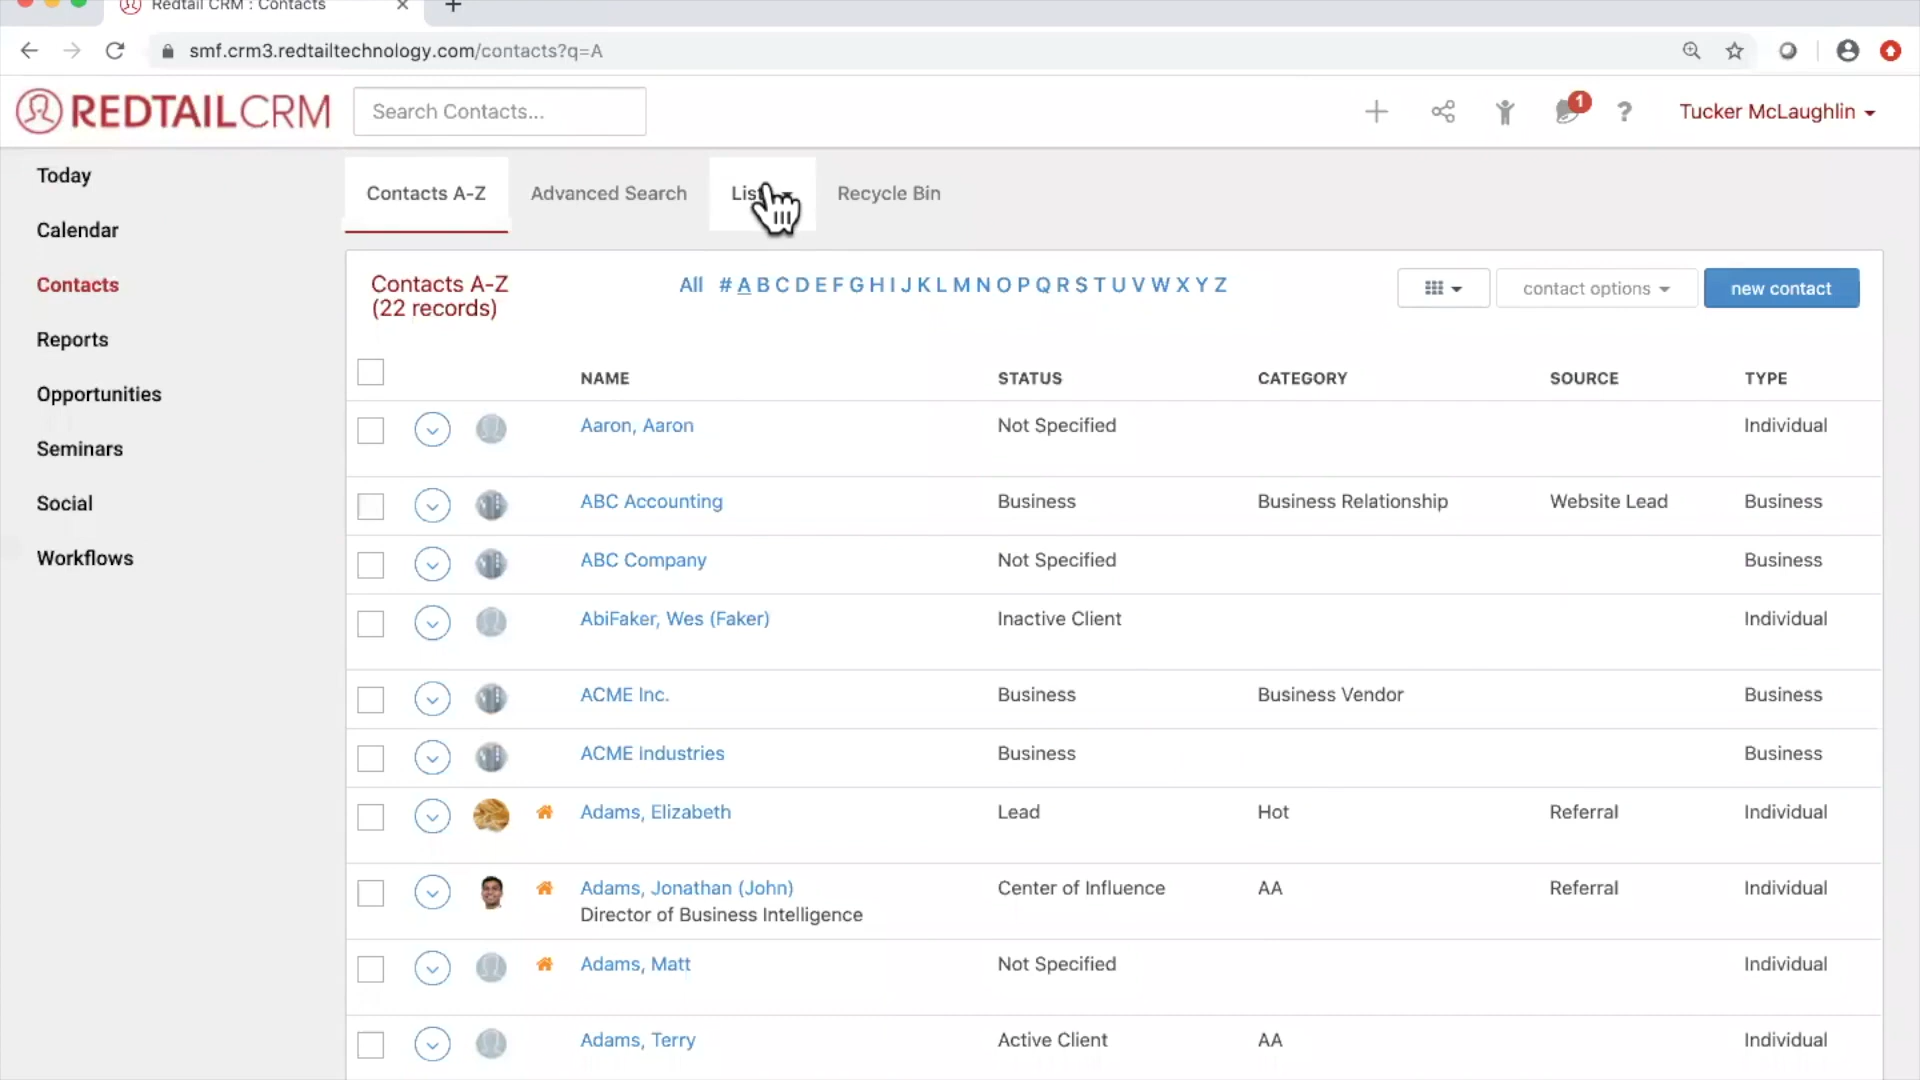 Redtail CRM : Contacts
smf.crm3.redtailtechnology.com/contacts?q=A
REDTAILCRM
Search Contacts...
1
?
Tucker McLaughlin
Today
Calendar
Contacts
Reports
Opportunities
Seminars
Social
Workflows
Contacts A-Z
Advanced Search
Recycle Bin
Contacts A-Z
(22 records)
All # A B C D E F G H I J K L M N O P Q R S T U V W X Y Z
contact options
new contact
NAME STATUS CATEGORY SOURCE TYPE
Aaron, Aaron Not Specified Individual
ABC Accounting Business Business Relationship Website Lead Business
ABC Company Not Specified Business
AbiFaker, Wes (Faker) Inactive Client Individual
ACME Inc. Business Business Vendor Business
ACME Industries Business Business
Adams, Elizabeth Lead Hot Referral Individual
Adams, Jonathan (John) Center of Influence AA Referral Individual
Director of Business Intelligence
Adams, Matt Not Specified Individual
Adams, Terry Active Client AA Individual